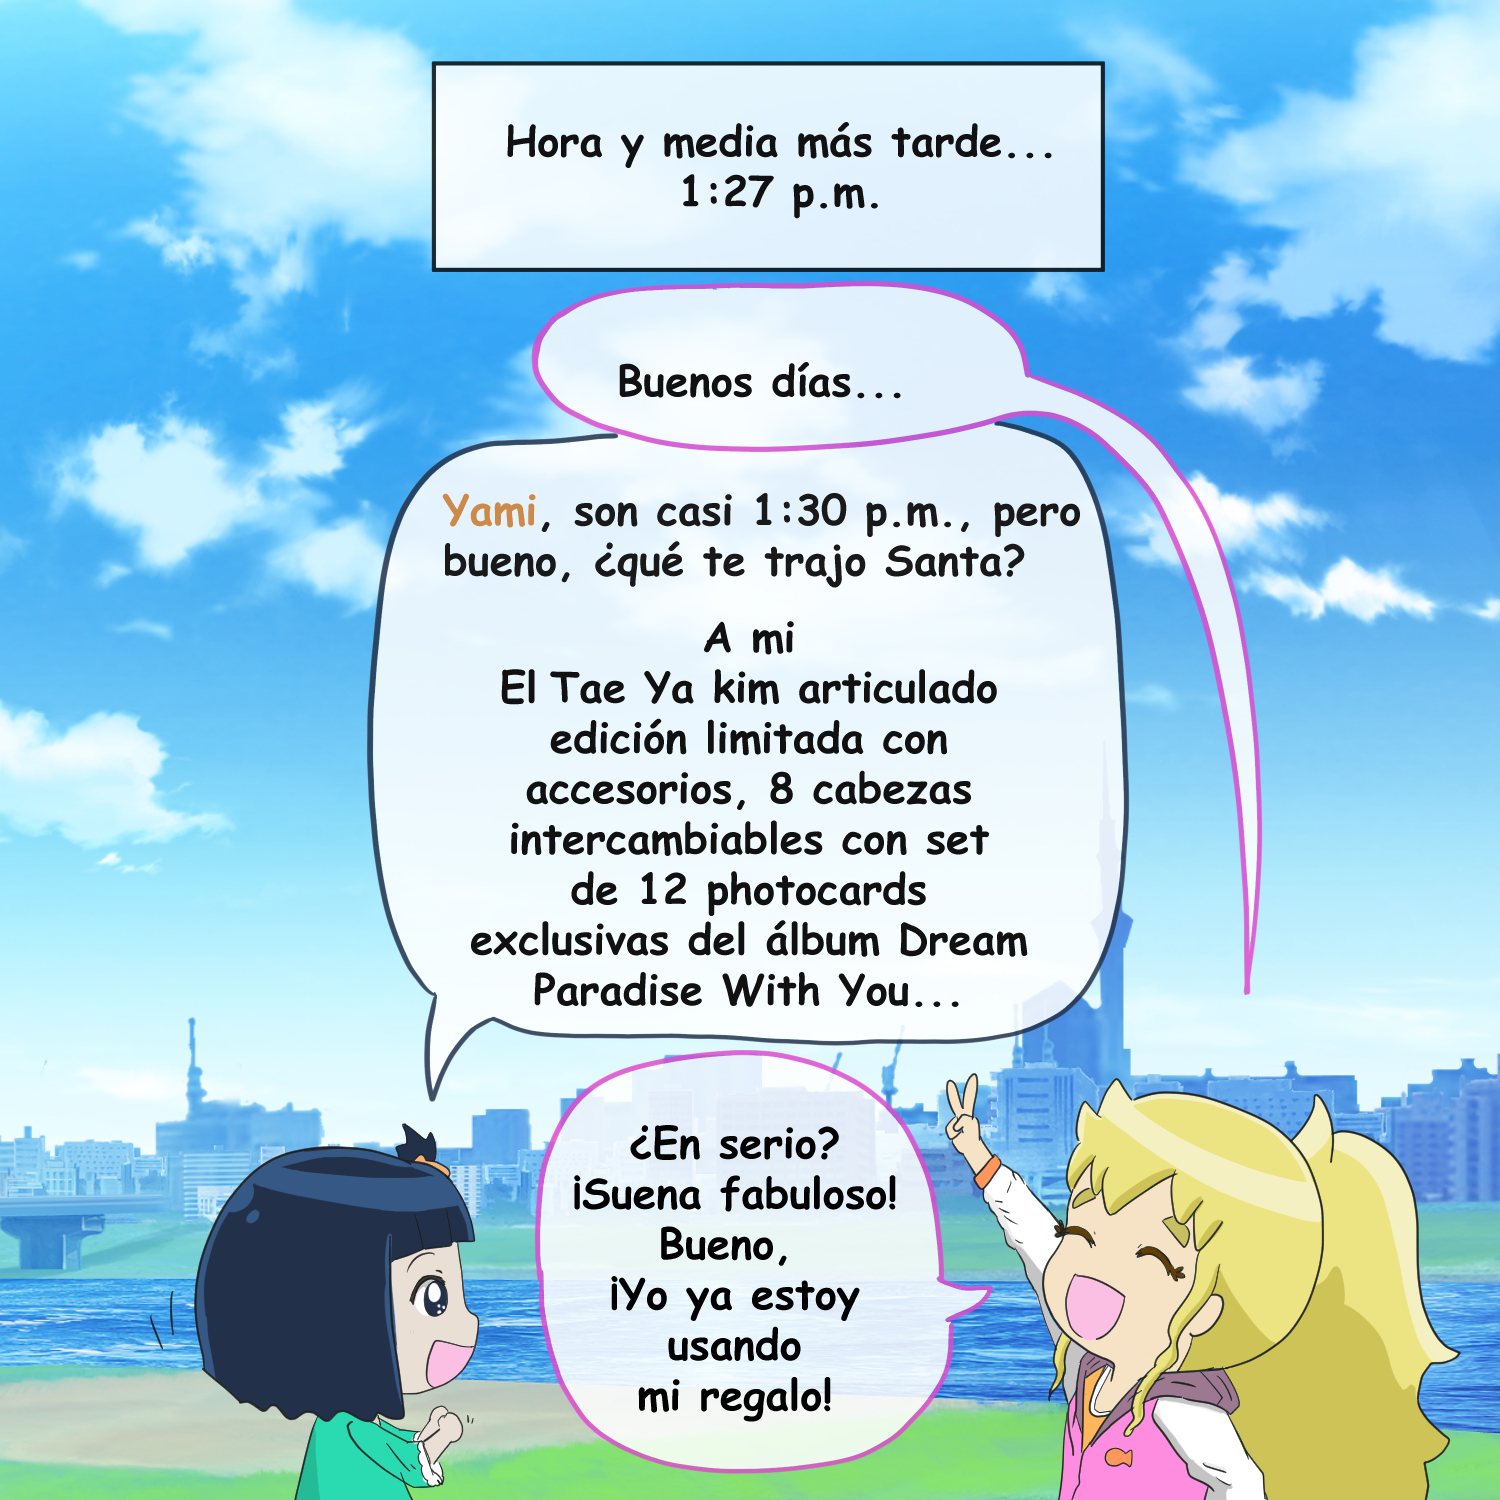 Hora y media más tarde...
1:27 p.m.
Buenos días...
Yami, son casi 1:30 p.m., pero
bueno, ¿qué te trajo Santa?
A mi
El Tae Ya kim articulado
edición limitada con
accesorios, 8 cabezas
intercambiables con set
de 12 photocards
exclusivas del álbum Dream
Paradise With You...
¿En serio?
¡Suena fabuloso!
Bueno,
¡Yo ya estoy
usando
mi regalo!